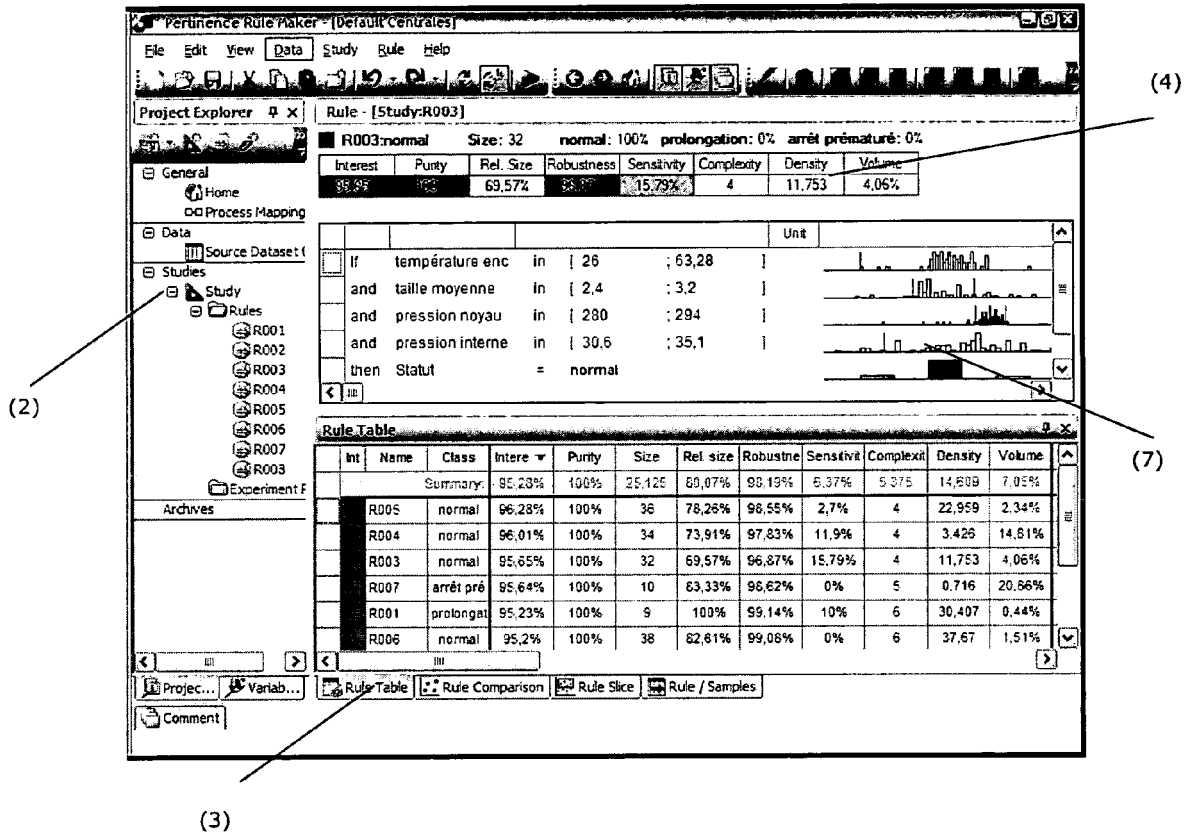 Pertinence Rule Maker - [Default Centrales]
File Edit View Data Study Rule Help
(4)
Project Explorer
Rule - [Study:R003]
R003:normal Size: 32 normal: 100% prolongation: 0% arrêt prématuré: 0%
Interest Purity Rel. Size Robustness Sensitivity Complexity Density Volume
69,57% 15,79% 4 11,753 4,06%
General
Home
Process Mapping
Data
Source Dataset
Studies
Study
Rules
R001
R002
R003
R004
R005
R006
R007
R003
Experiment F
Archives
(2)
Unit
If température enc in [ 26 ; 63,28 ]
and taille moyenne in [ 2,4 ; 3,2 ]
and pression noyau in [ 280 ; 294 ]
and pression interne in [ 30,6 ; 35,1 ]
then Statut = normal
(7)
Rule Table
Int Name Class Intere Purity Size Rel. size Robustne Sensitivit Complexit Density Volume
Summary: 95,28% 100% 25,125 80,07% 98,19% 6,37% 5,375 14,609 7,05%
R005 normal 96,28% 100% 36 78,26% 98,55% 2,7% 4 22,959 2,34%
R004 normal 96,01% 100% 34 73,91% 97,83% 11,9% 4 3,426 14,81%
R003 normal 95,65% 100% 32 69,57% 96,87% 15,79% 4 11,753 4,06%
R007 arrêt pré 95,64% 100% 10 83,33% 98,62% 0% 5 0,716 20,86%
R001 prolongat 95,23% 100% 9 100% 99,14% 10% 6 30,407 0,44%
R006 normal 95,2% 100% 38 82,61% 99,06% 0% 6 37,67 1,51%
Projec... Variab... Rule Table Rule Comparison Rule Slice Rule / Samples
Comment
(3)